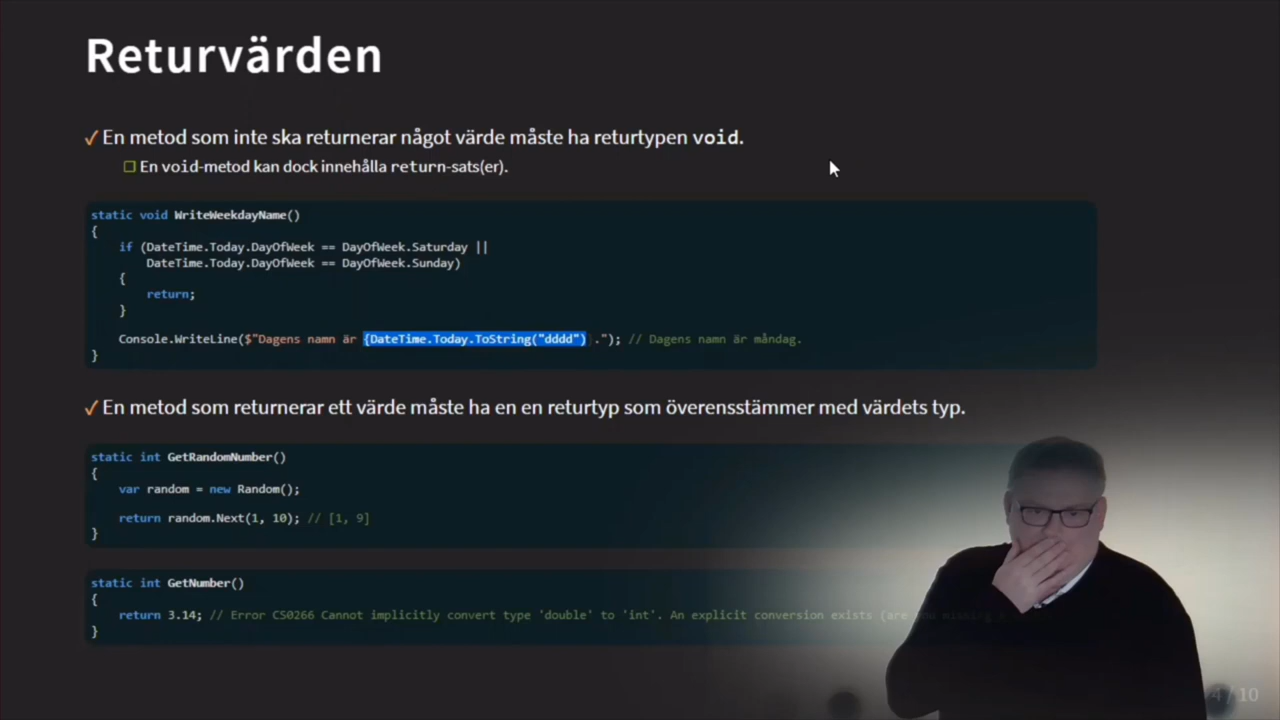 Returvärden
✓ En metod som inte ska returnerar något värde måste ha returtypen void.
En void-metod kan dock innehålla return-sats(er).
static void WriteWeekdayName()
{
if (DateTime.Today.DayOfWeek == DayOfWeek.Saturday ||
DateTime.Today.DayOfWeek == DayOfWeek.Sunday)
{
return;
}
Console.WriteLine($"Dagens namn är {DateTime.Today.ToString("dddd") ."); // Dagens namn är måndag.
}
✓ En metod som returnerar ett värde måste ha en en returtyp som överensstämmer med värdets typ.
static int GetRandomNumber()
{
var random = new Random();
return random.Next(1, 10); // [1, 9]
}
static int GetNumber()
{
return 3.14; // Error CS0266 Cannot implicitly convert type 'double' to 'int'. An explicit conversion exists (are you missing
}
4 / 10